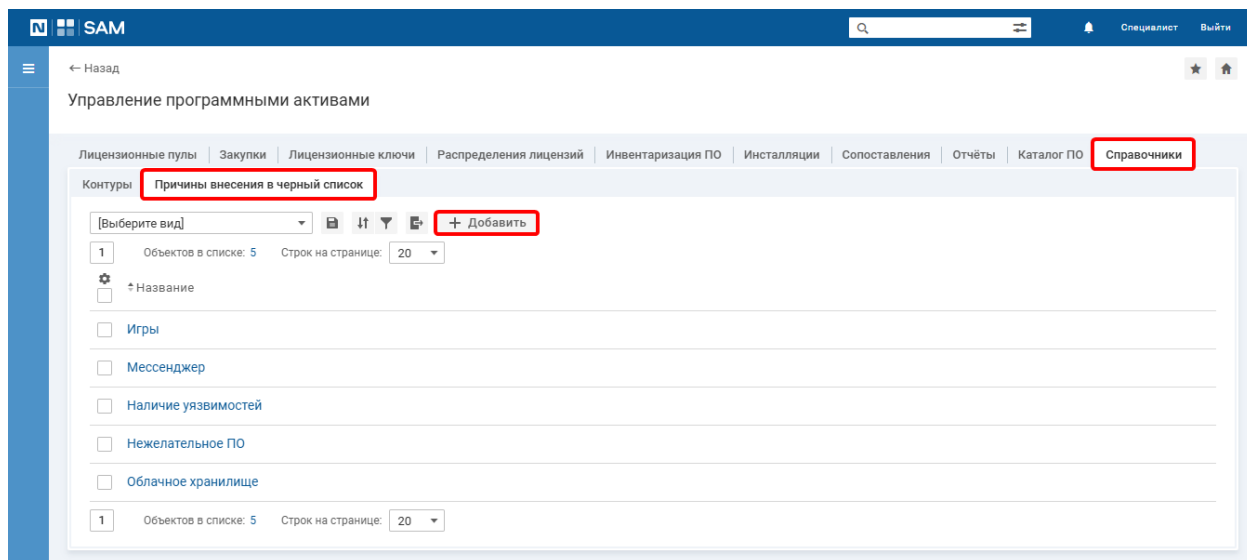 N SAM Специалист Выйти
← Назад
Управление программными активами
Лицензионные пулы Закупки Лицензионные ключи Распределения лицензий Инвентаризация ПО Инсталляции Сопоставления Отчёты Каталог ПО Справочники
Контуры Причины внесения в черный список
[Выберите вид] + Добавить
1 Объектов в списке: 5 Строк на странице: 20
Название
Игры
Мессенджер
Наличие уязвимостей
Нежелательное ПО
Облачное хранилище
1 Объектов в списке: 5 Строк на странице: 20